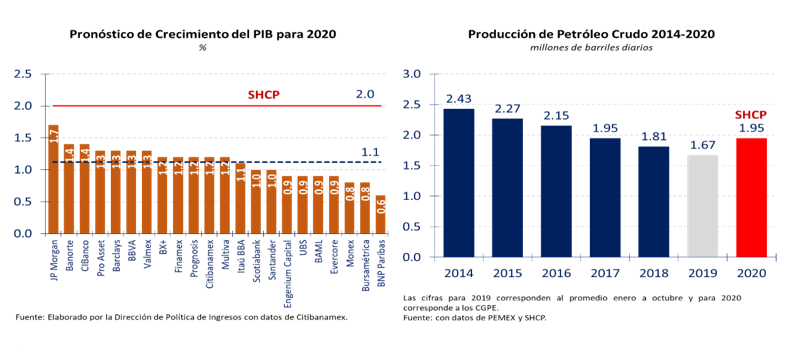 Pronóstico de Crecimiento del PIB para 2020
%
2.5
2.0
1.5
1.0
0.5
0.0
SHCP
2.0
1.1
1.7
1.4
1.4
1.3
1.3
1.3
1.3
1.2
1.2
1.2
1.2
1.2
1.1
1.0
1.0
0.9
0.9
0.9
0.9
0.8
0.8
0.6
JP Morgan
Banorte
CIBanco
Pro Asset
Barclays
BBVA
Valmex
BX+
Finamex
Prognosis
Citibanamex
Multiva
Itaú BBA
Scotiabank
Santander
Engenium Capital
UBS
BAML
Evercore
Monex
Bursamétrica
BNP Paribas
Fuente: Elaborado por la Dirección de Política de Ingresos con datos de Citibanamex.
Producción de Petróleo Crudo 2014-2020
millones de barriles diarios
3.0
2.5
2.0
1.5
1.0
0.5
0.0
2.43
2.27
2.15
1.95
1.81
1.67
SHCP
1.95
2014
2015
2016
2017
2018
2019
2020
Las cifras para 2019 corresponden al promedio enero a octubre y para 2020
corresponde a los CGPE.
Fuente: con datos de PEMEX y SHCP.